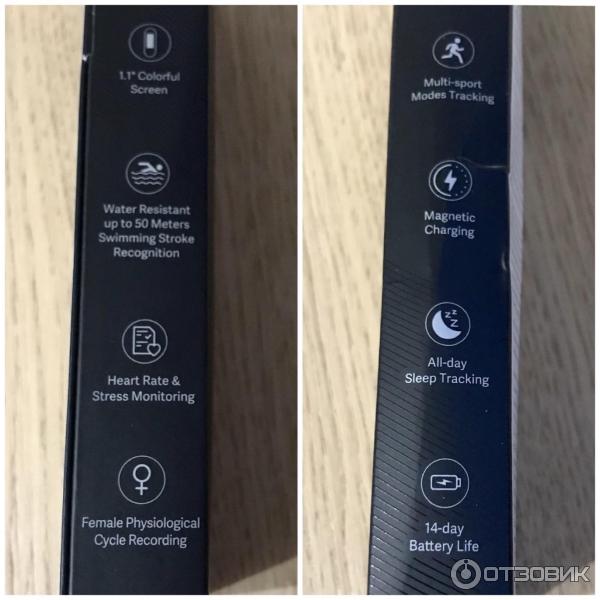 1.1" Colorful
Screen
Water Resistant
up to 50 Meters
Swimming Stroke
Recognition
Heart Rate &
Stress Monitoring
Female Physiological
Cycle Recording
Multi-sport
Modes Tracking
Magnetic
Charging
zzz
All-day
Sleep Tracking
14-day
Battery Life
ОТЗОВИК